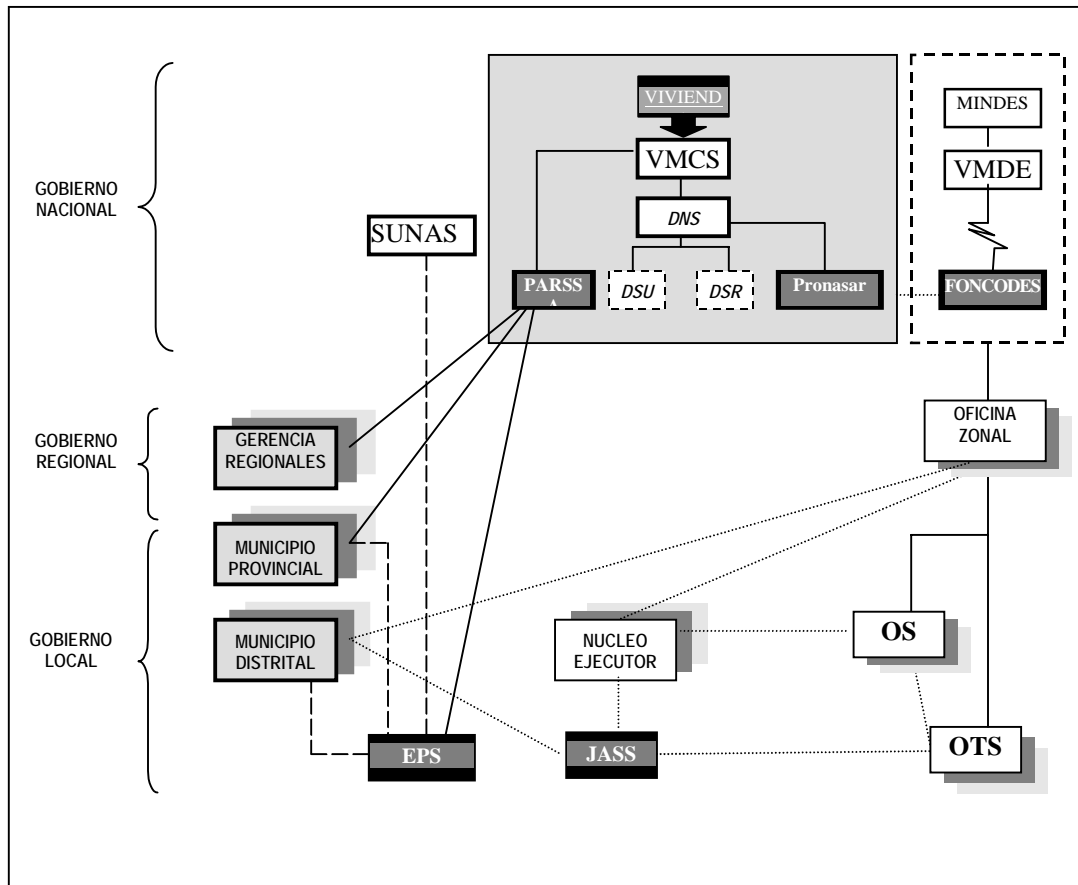 VIVIEND
MINDES
VMCS
VMDE
GOBIERNO
NACIONAL
DNS
SUNAS
PARSS
A
DSU
DSR
Pronasar
FONCODES
GOBIERNO
REGIONAL
GERENCIA
REGIONALES
OFICINA
ZONAL
MUNICIPIO
PROVINCIAL
GOBIERNO
LOCAL
MUNICIPIO
DISTRITAL
NUCLEO
EJECUTOR
OS
EPS
JASS
OTS